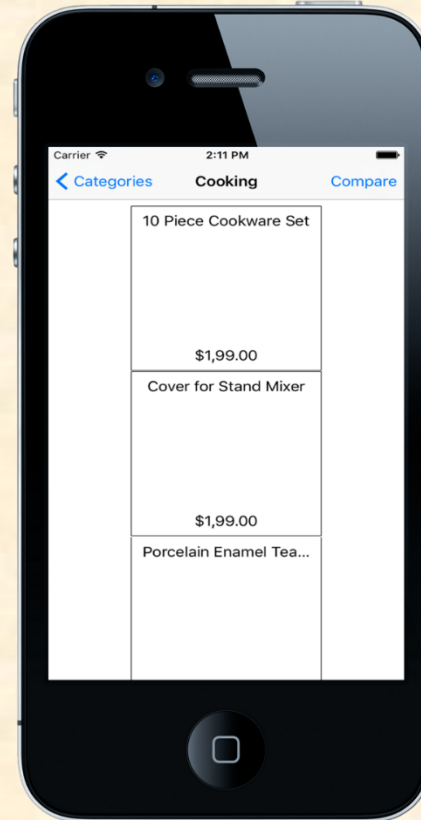 Carrier 2:11 PM
Categories Cooking Compare
10 Piece Cookware Set
$1,99.00
Cover for Stand Mixer
$1,99.00
Porcelain Enamel Tea...